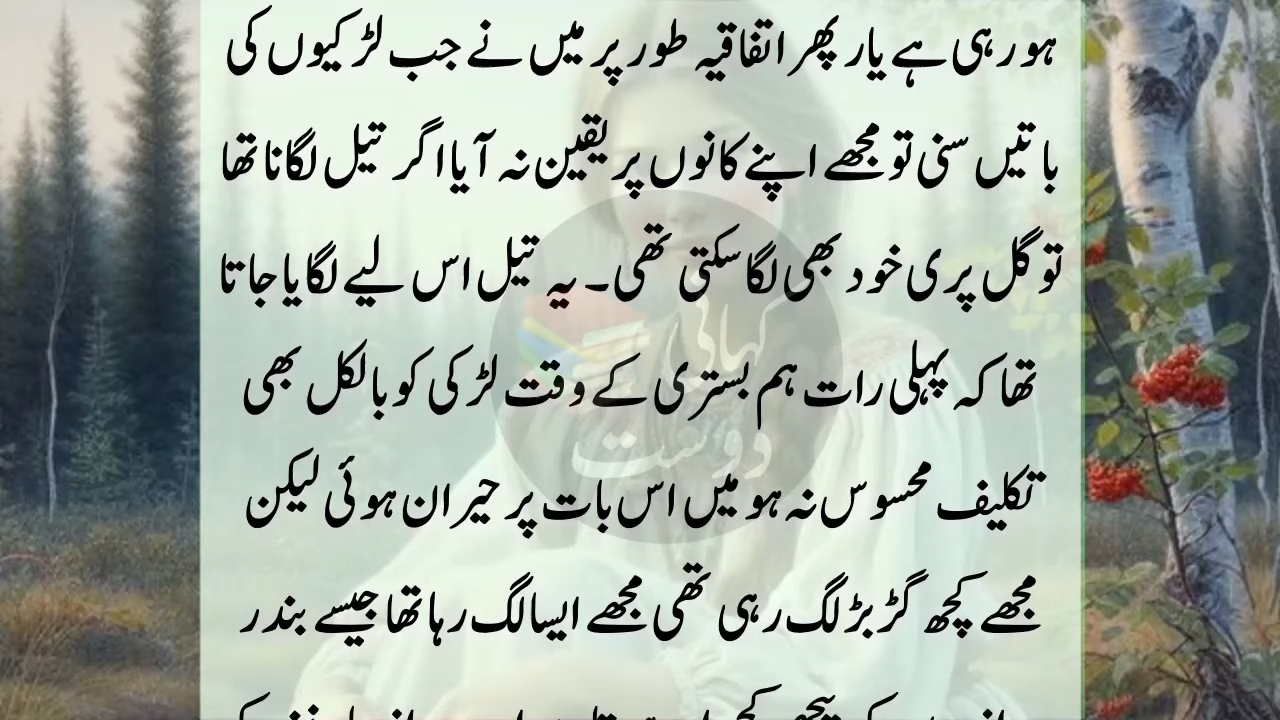 ہو رہی ہے یار پھر اتفاقیہ طور پر میں نے جب لڑکیوں کی
باتیں سنی تو مجھے اپنے کانوں پر یقین نہ آیا اگر تیل لگانا تھا
تو گل پری خود بھی لگا سکتی تھی۔ یہ تیل اس لیے لگایا جاتا
تھا کہ پہلی رات ہم بستری کے وقت لڑکی کو بالکل بھی
تکلیف محسوس نہ ہو میں اس بات پر حیران ہوئی لیکن
مجھے کچھ گڑبڑ لگ رہی تھی مجھے ایسا لگ رہا تھا جیسے بندر
کہانی
دوست